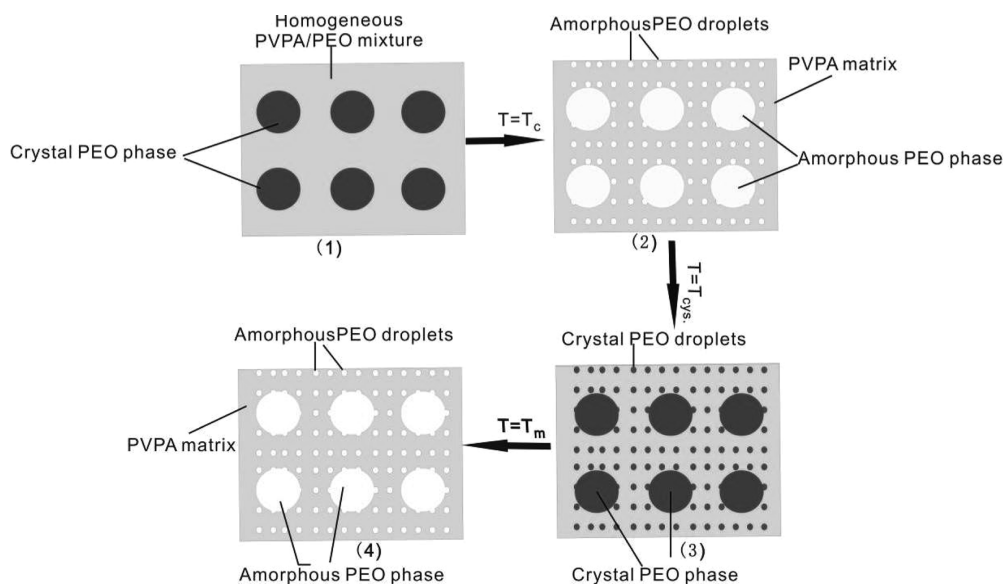 Homogeneous
PVPA/PEO mixture
Crystal PEO phase
(1)
T=Tc
AmorphousPEO droplets
PVPA matrix
Amorphous PEO phase
(2)
T=Tcys.
Crystal PEO droplets
(3)
Crystal PEO phase
T=Tm
AmorphousPEO droplets
PVPA matrix
(4)
Amorphous PEO phase